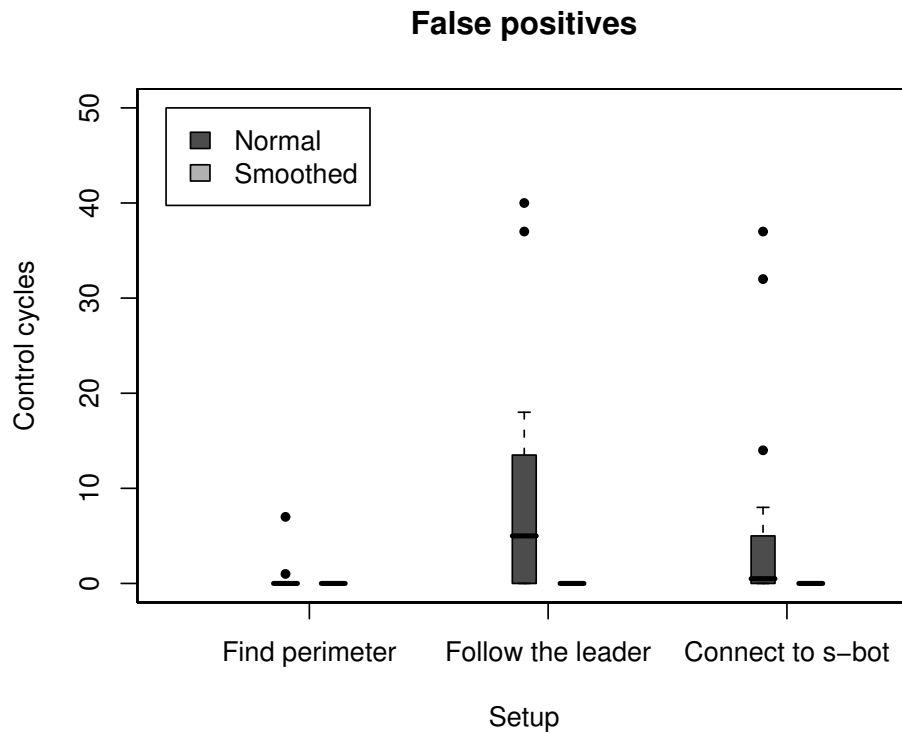 False positives
Normal
Smoothed
50
40
30
20
10
0
Control cycles
Find perimeter
Follow the leader
Connect to s−bot
Setup